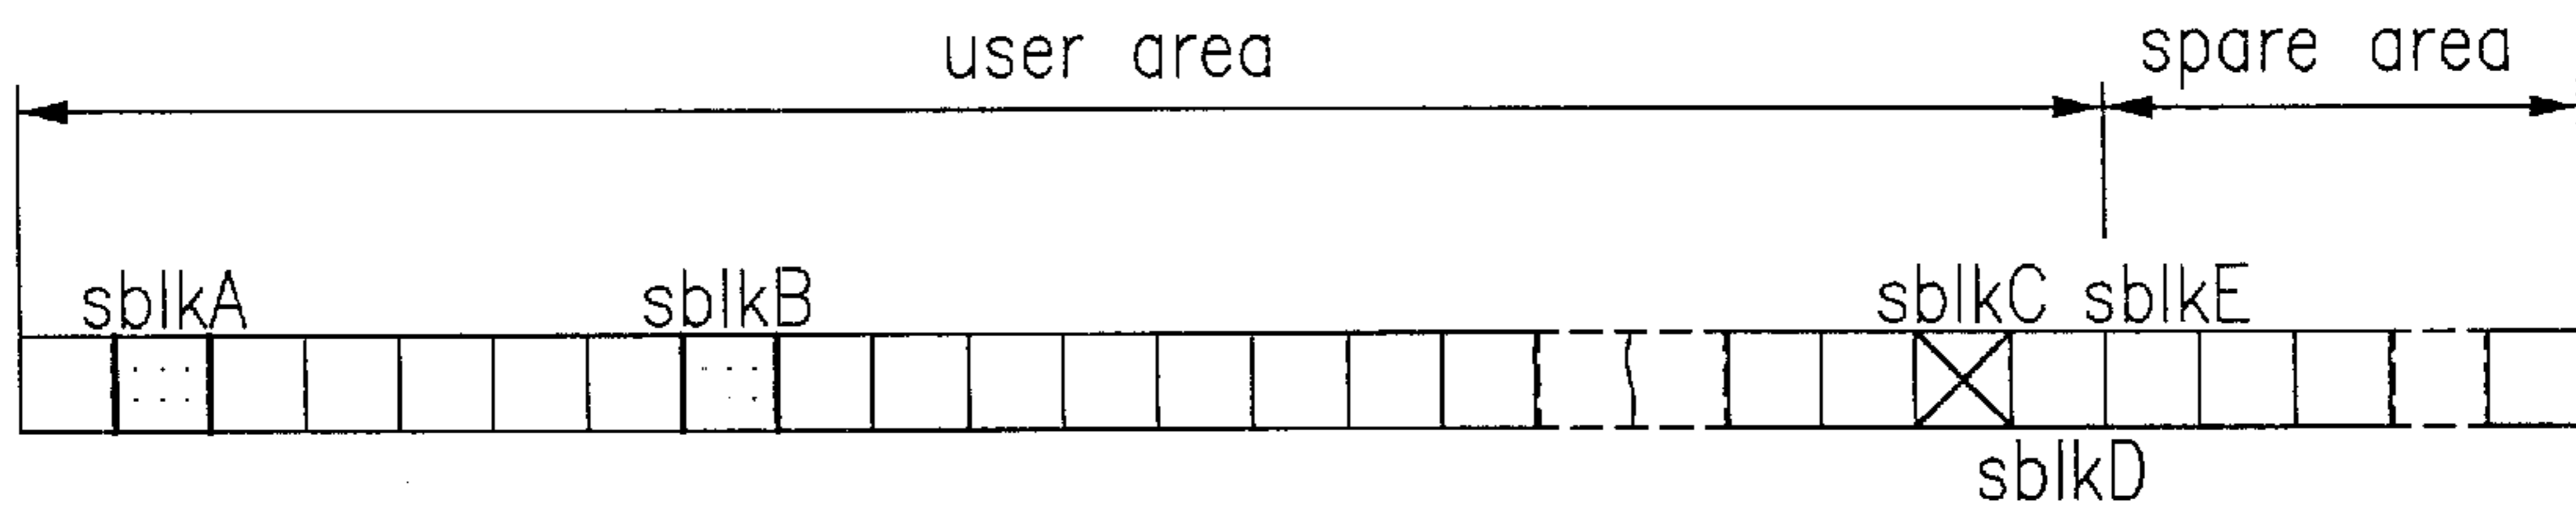 user area
spare area
sblkA
sblkB
sblkC
sblkE
sblkD